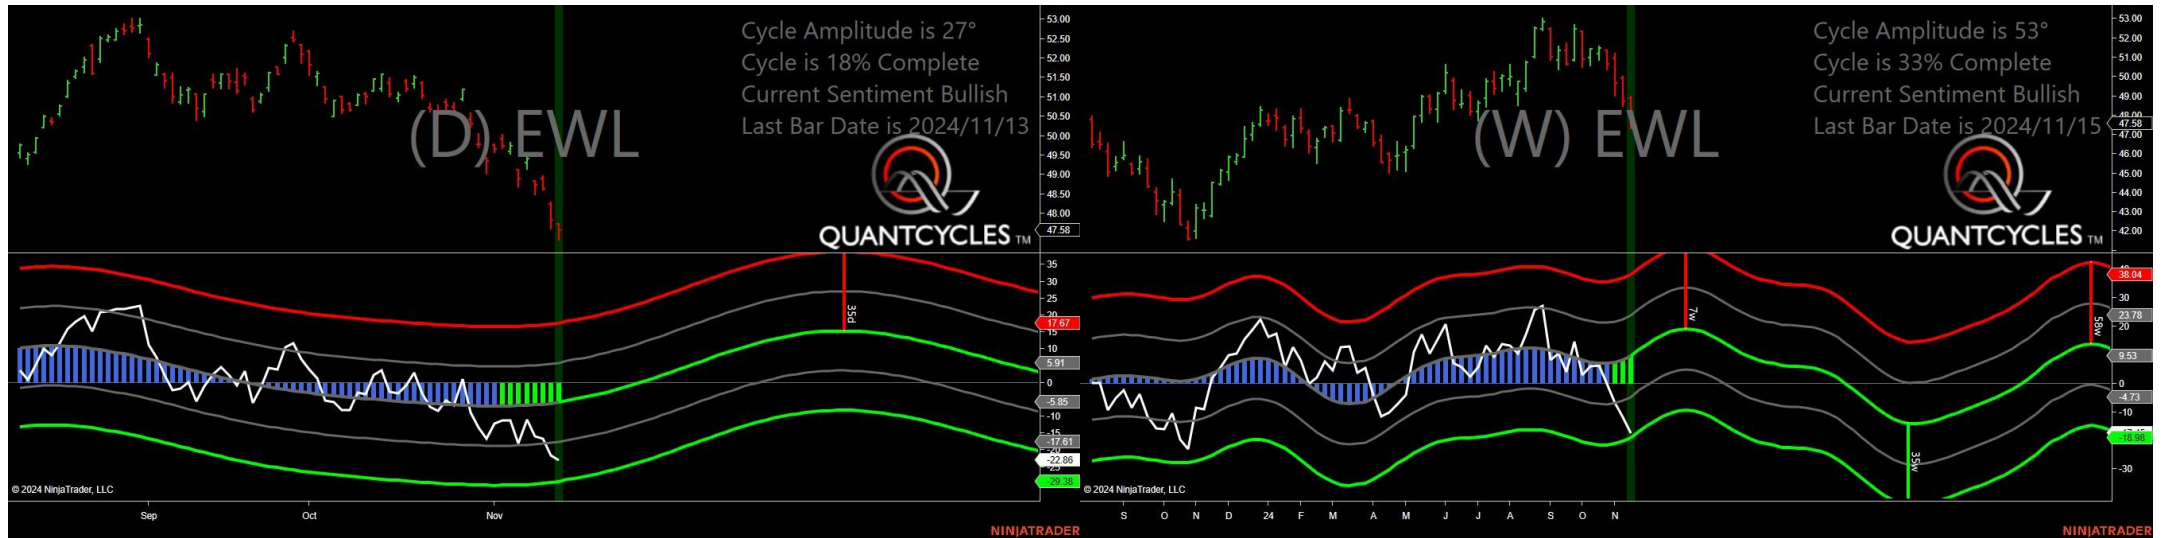 Cycle Amplitude is 27°
Cycle is 18% Complete
Current Sentiment Bullish
Last Bar Date is 2024/11/13
(D) EWL
QUANTCYCLES TM
53.00
52.50
52.00
51.50
51.00
50.50
50.00
49.50
49.00
48.50
48.00
47.58
35
30
25
20
17.67
15
10
5.91
0
-5.85
-10
-15
-17.61
-20
-22.86
-25
-29.38
35d
© 2024 NinjaTrader, LLC
Sep Oct Nov
NINJATRADER
Cycle Amplitude is 53°
Cycle is 33% Complete
Current Sentiment Bullish
Last Bar Date is 2024/11/15
(W) EWL
QUANTCYCLES TM
53.00
52.00
51.00
50.00
49.00
48.00
47.58
47.00
46.00
45.00
44.00
43.00
42.00
38.04
30
23.78
20
9.53
0
-4.73
-10
-18.98
-30
7w
35w
58w
© 2024 NinjaTrader, LLC
S O N D 24 F M A M J J A S O N
NINJATRADER